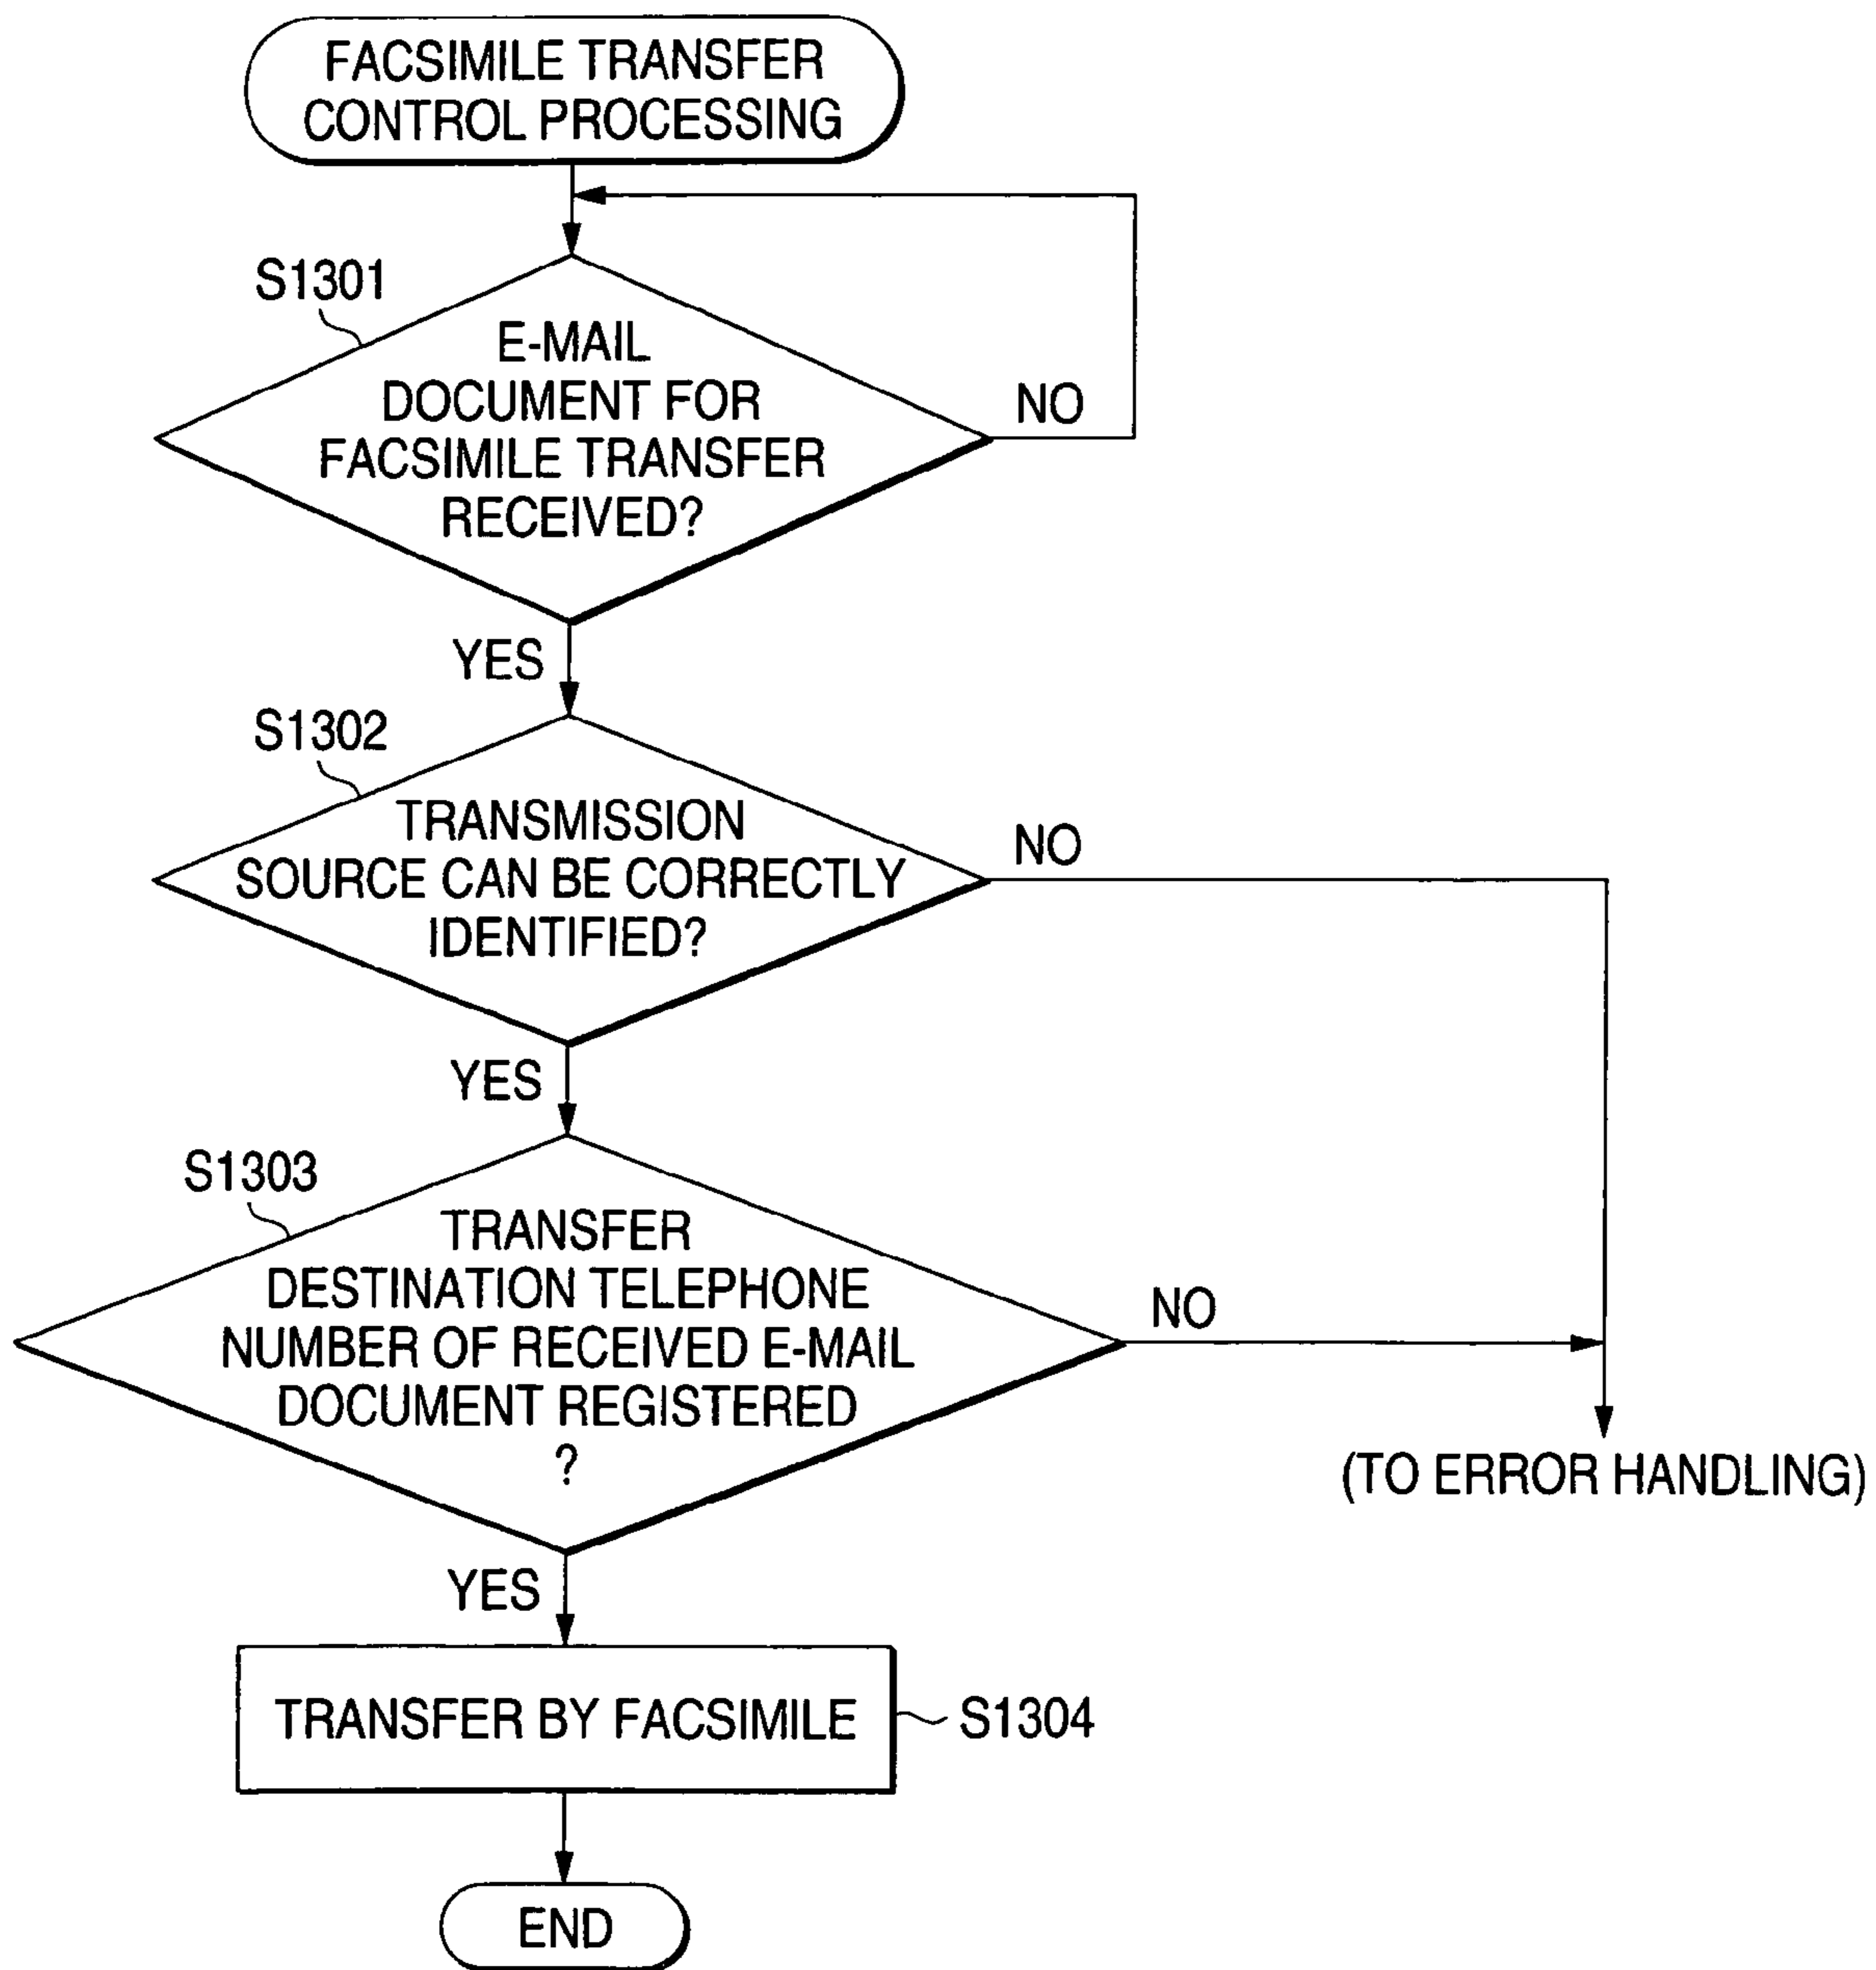 FACSIMILE TRANSFER
CONTROL PROCESSING
S1301
E-MAIL
DOCUMENT FOR
FACSIMILE TRANSFER
RECEIVED?
NO
YES
S1302
TRANSMISSION
SOURCE CAN BE CORRECTLY
IDENTIFIED?
NO
YES
S1303
TRANSFER
DESTINATION TELEPHONE
NUMBER OF RECEIVED E-MAIL
DOCUMENT REGISTERED
?
NO
(TO ERROR HANDLING)
YES
TRANSFER BY FACSIMILE
S1304
END